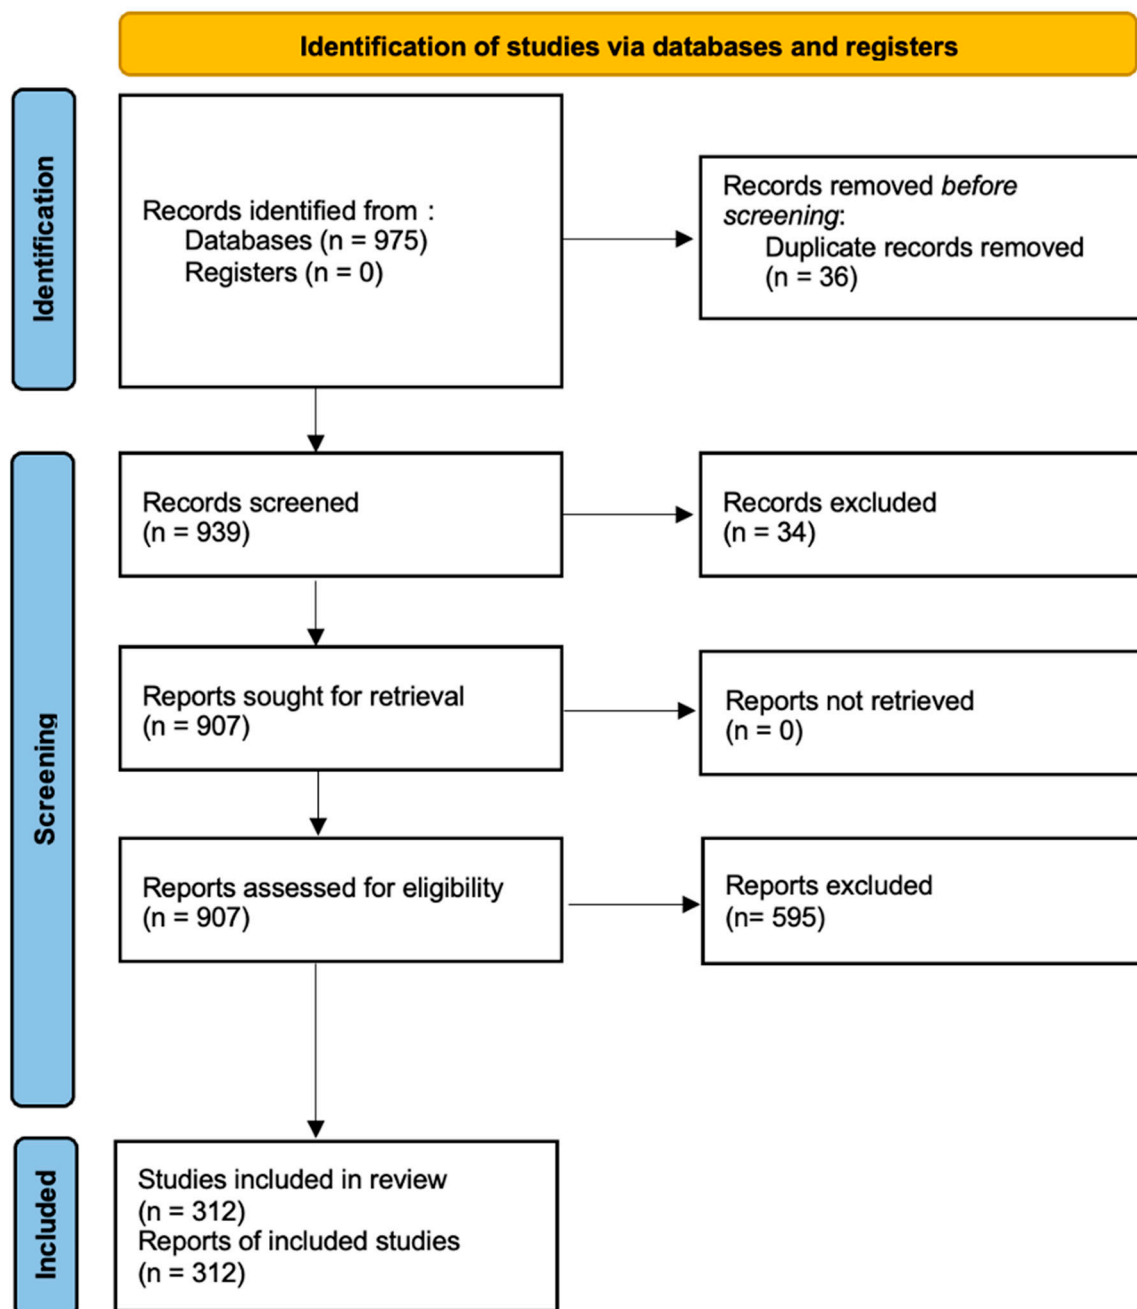 Identification of studies via databases and registers
Identification
Records identified from :
Databases (n = 975)
Registers (n = 0)
Records removed before
screening:
Duplicate records removed
(n = 36)
Screening
Records screened
(n = 939)
Records excluded
(n = 34)
Reports sought for retrieval
(n = 907)
Reports not retrieved
(n = 0)
Reports assessed for eligibility
(n = 907)
Reports excluded
(n= 595)
Included
Studies included in review
(n = 312)
Reports of included studies
(n = 312)